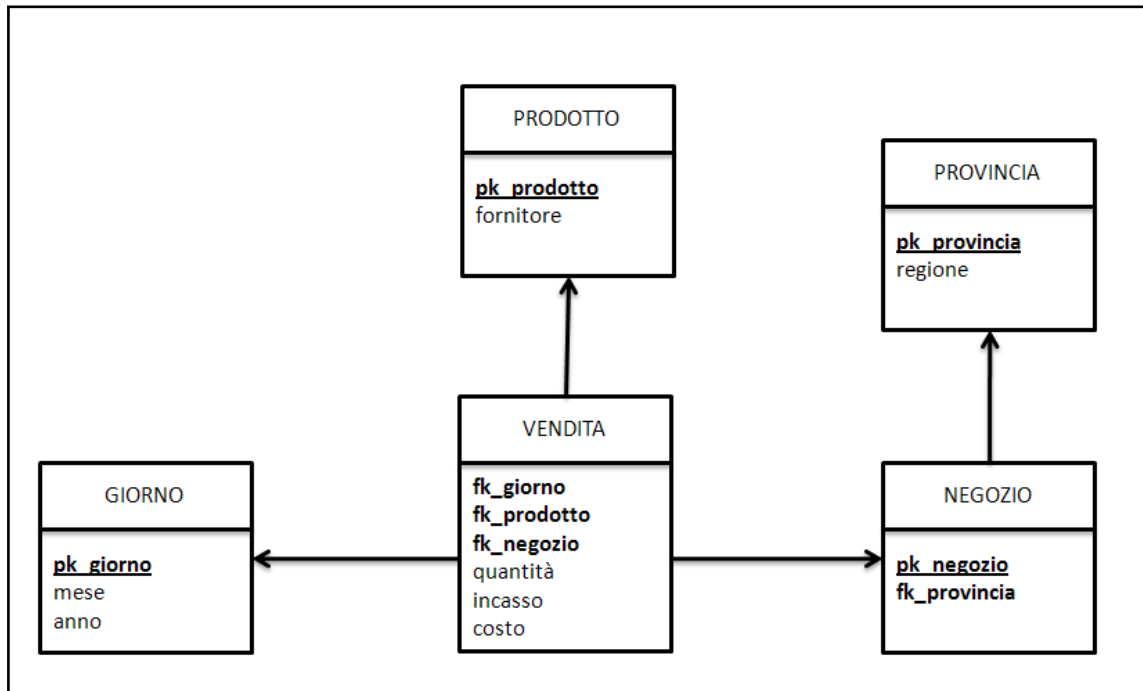 PRODOTTO
pk_prodotto
fornitore
PROVINCIA
pk_provincia
regione
VENDITA
fk_giorno
fk_prodotto
fk_negozio
quantità
incasso
costo
GIORNO
pk_giorno
mese
anno
NEGOZIO
pk_negozio
fk_provincia